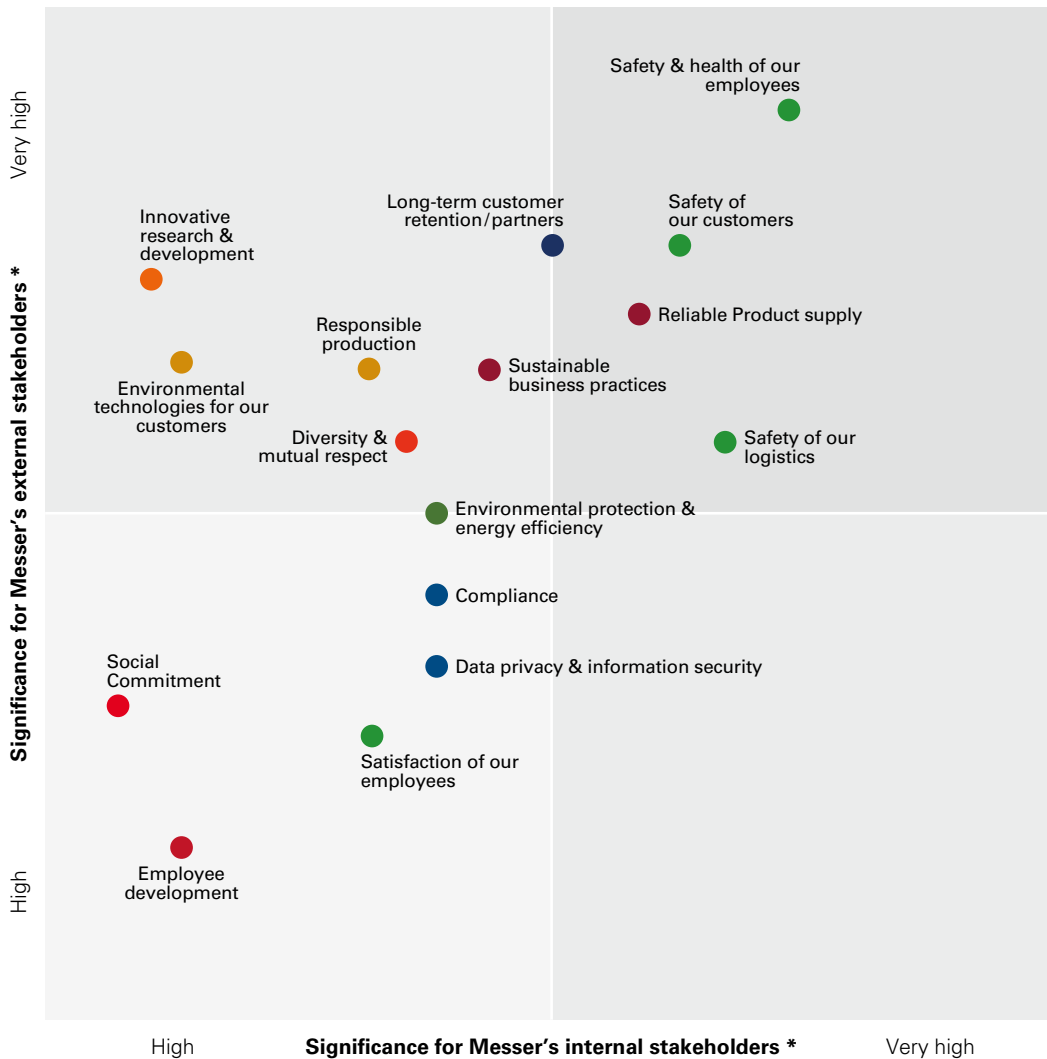 Very high
Safety & health of our
employees
Long-term customer
retention/partners
Safety of
our customers
Innovative
research &
development
Reliable Product supply
Responsible
production
Sustainable
business practices
Environmental
technologies for our
customers
Diversity &
mutual respect
Safety of our
logistics
Significance for Messer's external stakeholders *
Environmental protection &
energy efficiency
Compliance
Data privacy & information security
Social
Commitment
Satisfaction of our
employees
Employee
development
High
High
Significance for Messer's internal stakeholders *
Very high